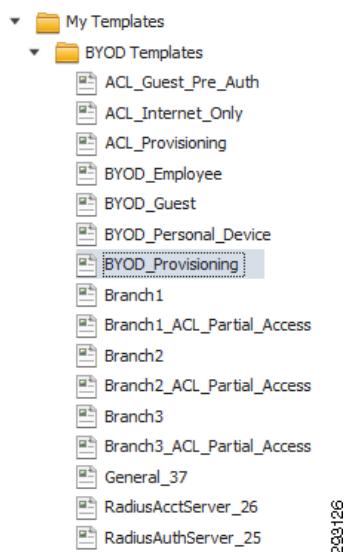 My Templates
BYOD Templates
ACL_Guest_Pre_Auth
ACL_Internet_Only
ACL_Provisioning
BYOD_Employee
BYOD_Guest
BYOD_Personal_Device
BYOD_Provisioning
Branch1
Branch1_ACL_Partial_Access
Branch2
Branch2_ACL_Partial_Access
Branch3
Branch3_ACL_Partial_Access
General_37
RadiusAcctServer_26
RadiusAuthServer_25
293126